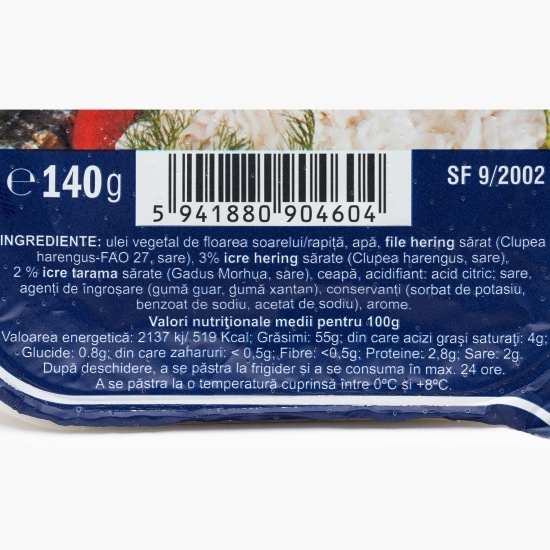 ℮ 140g
SF 9/2002
5 941880 904604
INGREDIENTE: ulei vegetal de floarea soarelui/rapiță, apă, file hering sărat (Clupea
harengus-FAO 27, sare), 3% icre hering sărate (Clupea harengus, sare),
2 % icre tarama sărate (Gadus Morhua, sare), ceapă, acidifiant: acid citric; sare,
agenți de îngroșare (gumă guar, gumă xantan), conservanți (sorbat de potasiu,
benzoat de sodiu, acetat de sodiu), arome.
Valori nutriționale medii pentru 100g
Valoarea energetică: 2137 kj/ 519 Kcal; Grăsimi: 55g; din care acizi grași saturați: 4g;
Glucide: 0.8g; din care zaharuri: < 0,5g; Fibre: <0,5g; Proteine: 2,8g; Sare: 2g.
După deschidere, a se păstra la frigider și a se consuma în max. 24 ore.
A se păstra la o temperatură cuprinsă între 0ºC și +8ºC.